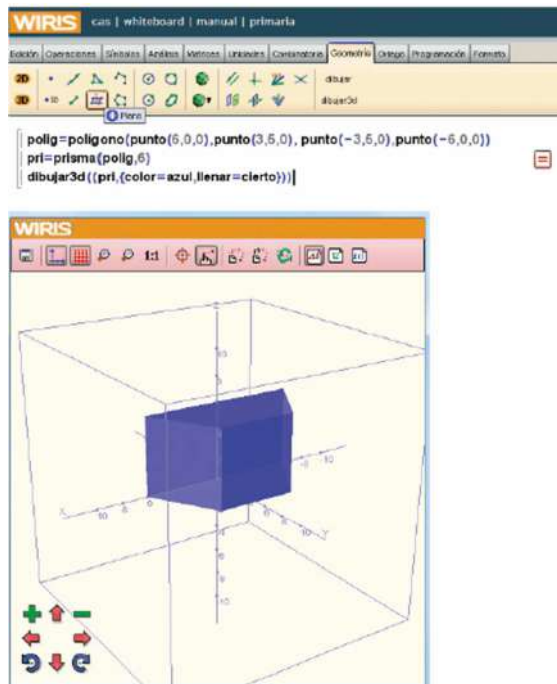 WIRIS cas | whiteboard | manual | primaria
Edición Operaciones Símbolos Análisis Matrices Unidades Combinatoria Geometría Griego Programación Formato
2D dibujar
3D dibujar3d
Plano
polig=polígono(punto(6,0,0),punto(3,5,0), punto(−3,5,0),punto(−6,0,0))
pri=prisma(polig,6)
dibujar3d((pri,{color=azul,llenar=cierto}))
WIRIS
1:1
X
Y